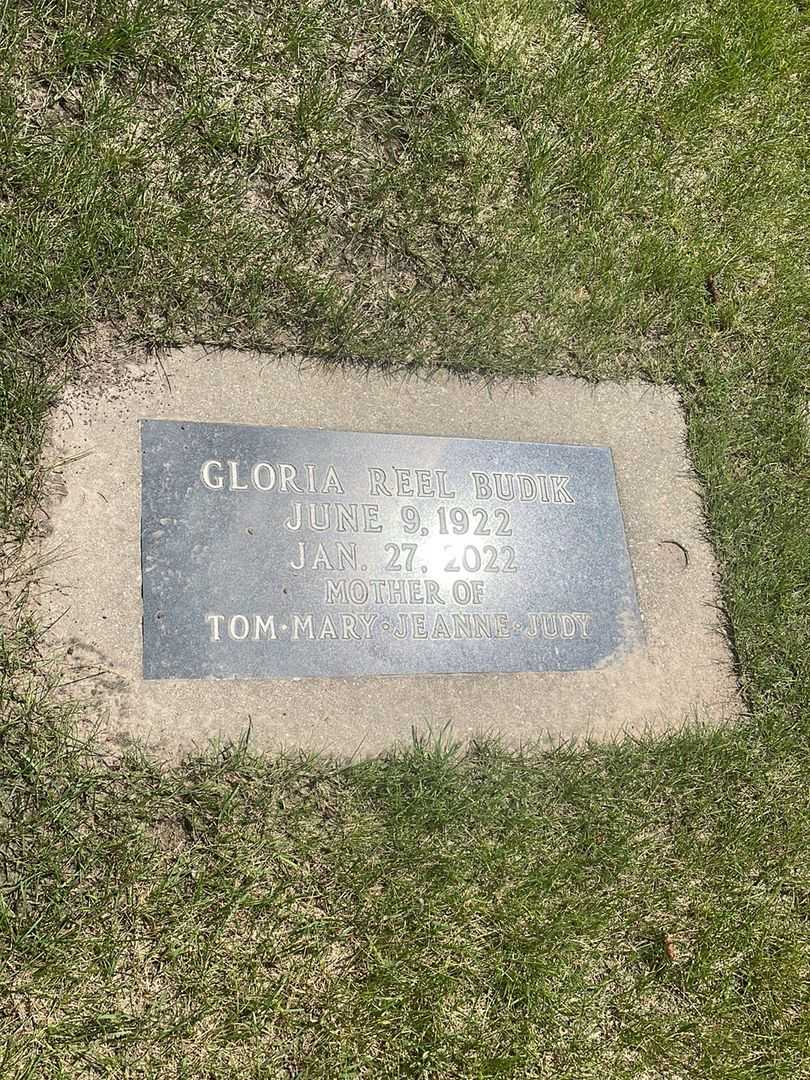 GLORIA REEL BUDIK
JUNE 9, 1922
JAN. 27, 2022
MOTHER OF
TOM·MARY·JEANNE·JUDY